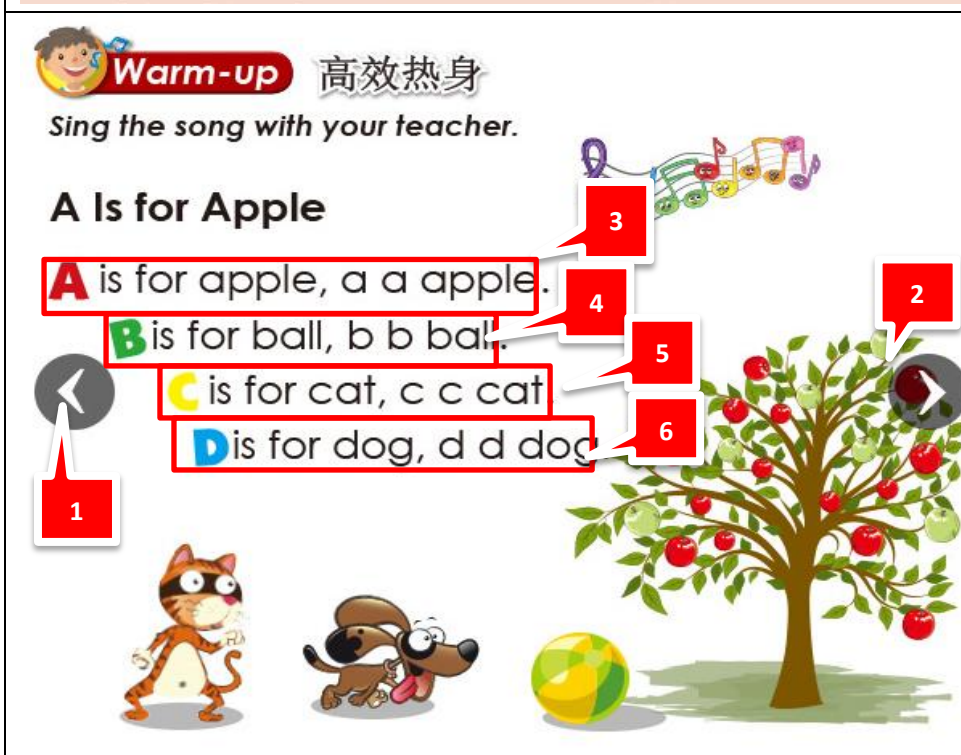 Warm-up 高效热身
Sing the song with your teacher.
A Is for Apple
3
A is for apple, a a apple.
4
B is for ball, b b ball.
2
5
C is for cat, c c cat.
6
D is for dog, d d dog
1